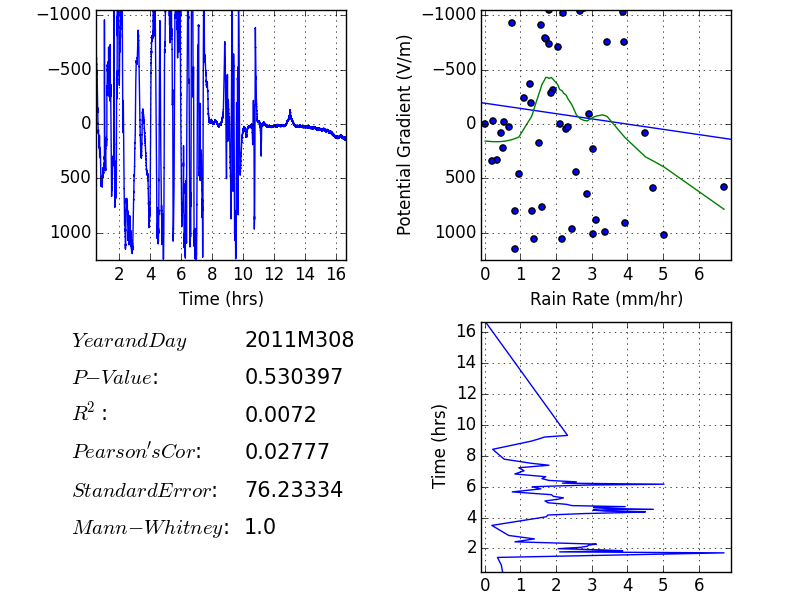 −1000
−500
0
500
1000
2 4 6 8 10 12 14 16
Time (hrs)
Potential Gradient (V/m)
−1000
−500
0
500
1000
0 1 2 3 4 5 6
Rain Rate (mm/hr)
YearandDay 2011M308
P−Value: 0.530397
R² : 0.0072
Pearson'sCor: 0.02777
StandardError: 76.23334
Mann−Whitney: 1.0
Time (hrs)
16
14
12
10
8
6
4
2
0 1 2 3 4 5 6